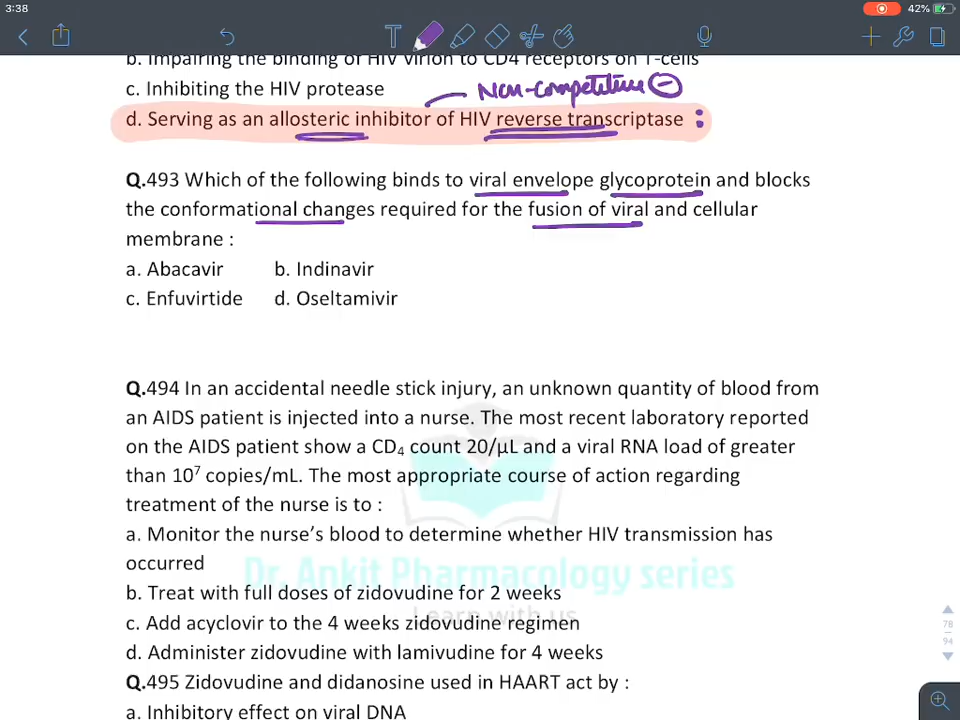 3:38
42%
T
b. Impairing the binding of HIV virion to CD4 receptors on T-cells
c. Inhibiting the HIV protease
Non-competitive
d. Serving as an allosteric inhibitor of HIV reverse transcriptase :
Q.493 Which of the following binds to viral envelope glycoprotein and blocks
the conformational changes required for the fusion of viral and cellular
membrane :
a. Abacavir b. Indinavir
c. Enfuvirtide d. Oseltamivir
Q.494 In an accidental needle stick injury, an unknown quantity of blood from
an AIDS patient is injected into a nurse. The most recent laboratory reported
on the AIDS patient show a CD4 count 20/μL and a viral RNA load of greater
than 10⁷ copies/mL. The most appropriate course of action regarding
treatment of the nurse is to :
a. Monitor the nurse's blood to determine whether HIV transmission has
occurred
Dr. Ankit Pharmacology series
b. Treat with full doses of zidovudine for 2 weeks
Learn with us
c. Add acyclovir to the 4 weeks zidovudine regimen
d. Administer zidovudine with lamivudine for 4 weeks
Q.495 Zidovudine and didanosine used in HAART act by :
a. Inhibitory effect on viral DNA
78
94